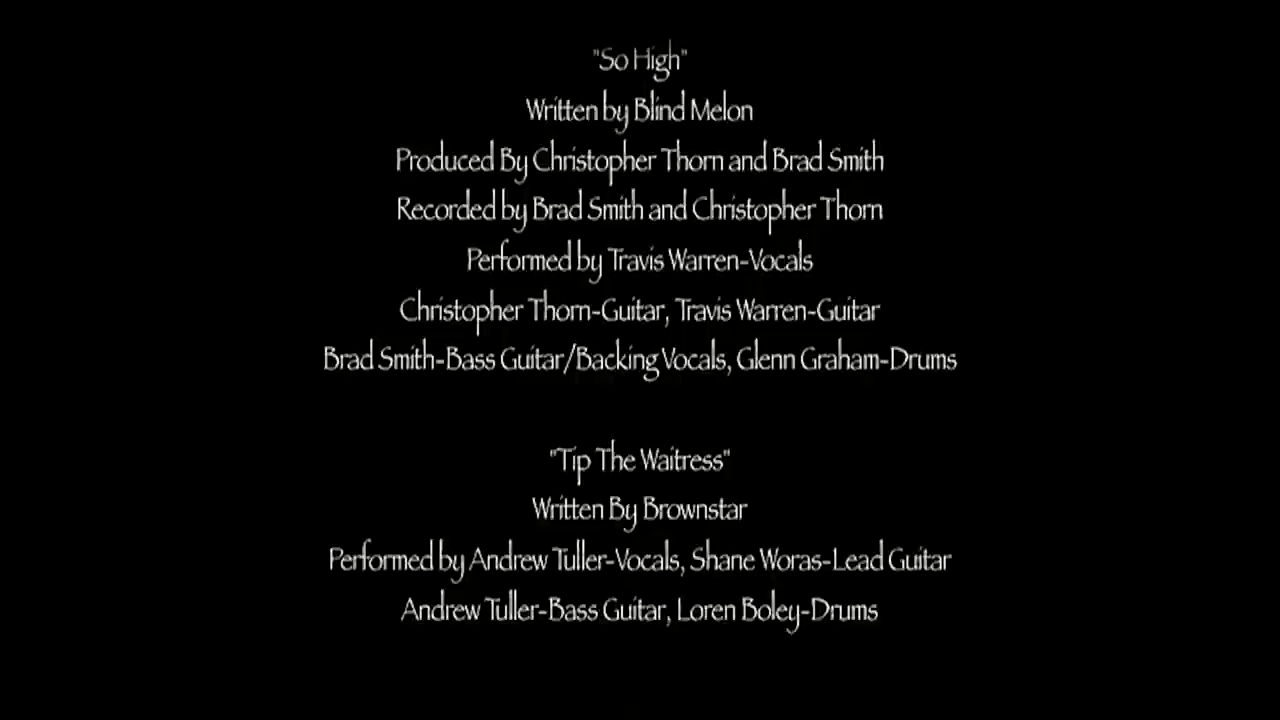 "So High"
Written by Blind Melon
Produced By Christopher Thorn and Brad Smith
Recorded by Brad Smith and Christopher Thorn
Performed by Travis Warren-Vocals
Christopher Thorn-Guitar, Travis Warren-Guitar
Brad Smith-Bass Guitar/Backing Vocals, Glenn Graham-Drums
"Tip The Waitress"
Written By Brownstar
Performed by Andrew Tuller-Vocals, Shane Woras-Lead Guitar
Andrew Tuller-Bass Guitar, Loren Boley-Drums